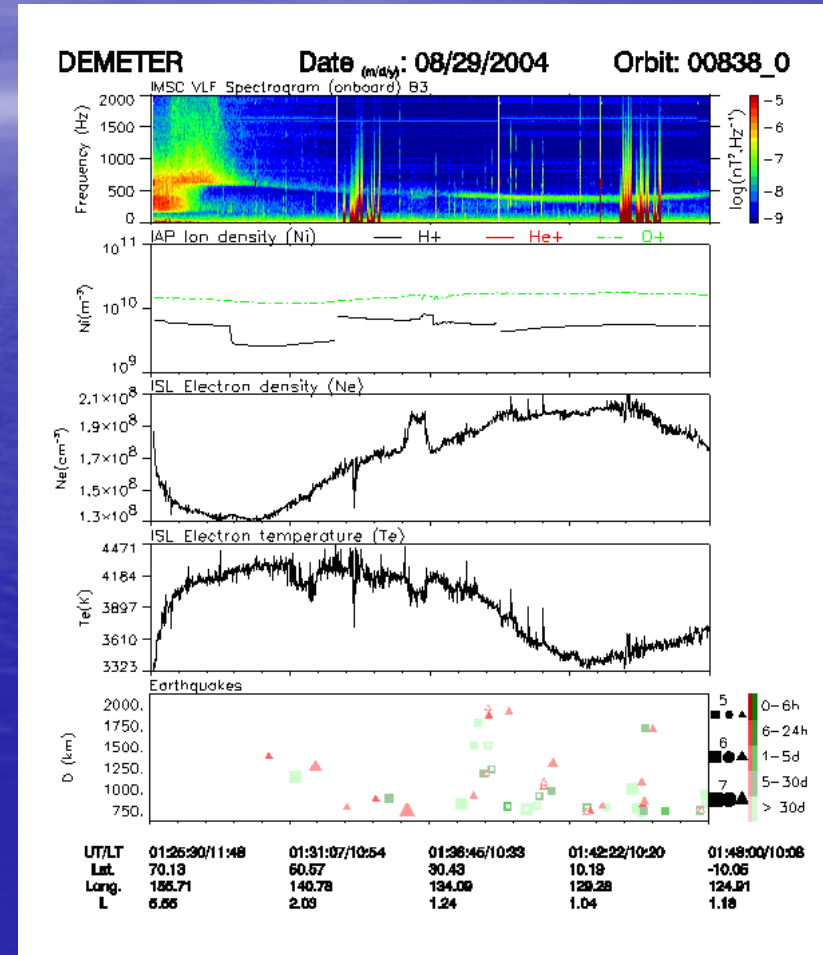 DEMETER Date (m/d/y): 08/29/2004 Orbit: 00838_0
IMSC VLF Spectrogram (onboard) B3
Frequency (Hz)
2000
1500
1000
500
0
log(nT².Hz⁻¹)
-5
-6
-7
-8
-9
IAP Ion density (Ni) H+ He+ O+
Ni(m⁻³)
10¹¹
10¹⁰
10⁹
ISL Electron density (Ne)
Ne(cm⁻³)
2.1×10⁸
1.9×10⁸
1.7×10⁸
1.5×10⁸
1.3×10⁸
ISL Electron temperature (Te)
Te(K)
4471
4184
3897
3610
3323
Earthquakes
D (km)
2000.
1750.
1500.
1250.
1000.
750.
5
6
7
0-6h
6-24h
1-5d
5-30d
> 30d
UT/LT 01:25:30/11:48 01:31:07/10:54 01:36:45/10:33 01:42:22/10:20 01:48:00/10:08
Lat. 70.13 60.57 30.43 10.19 -10.05
Long. 155.71 140.78 134.09 129.28 124.91
L 5.55 2.03 1.24 1.04 1.18